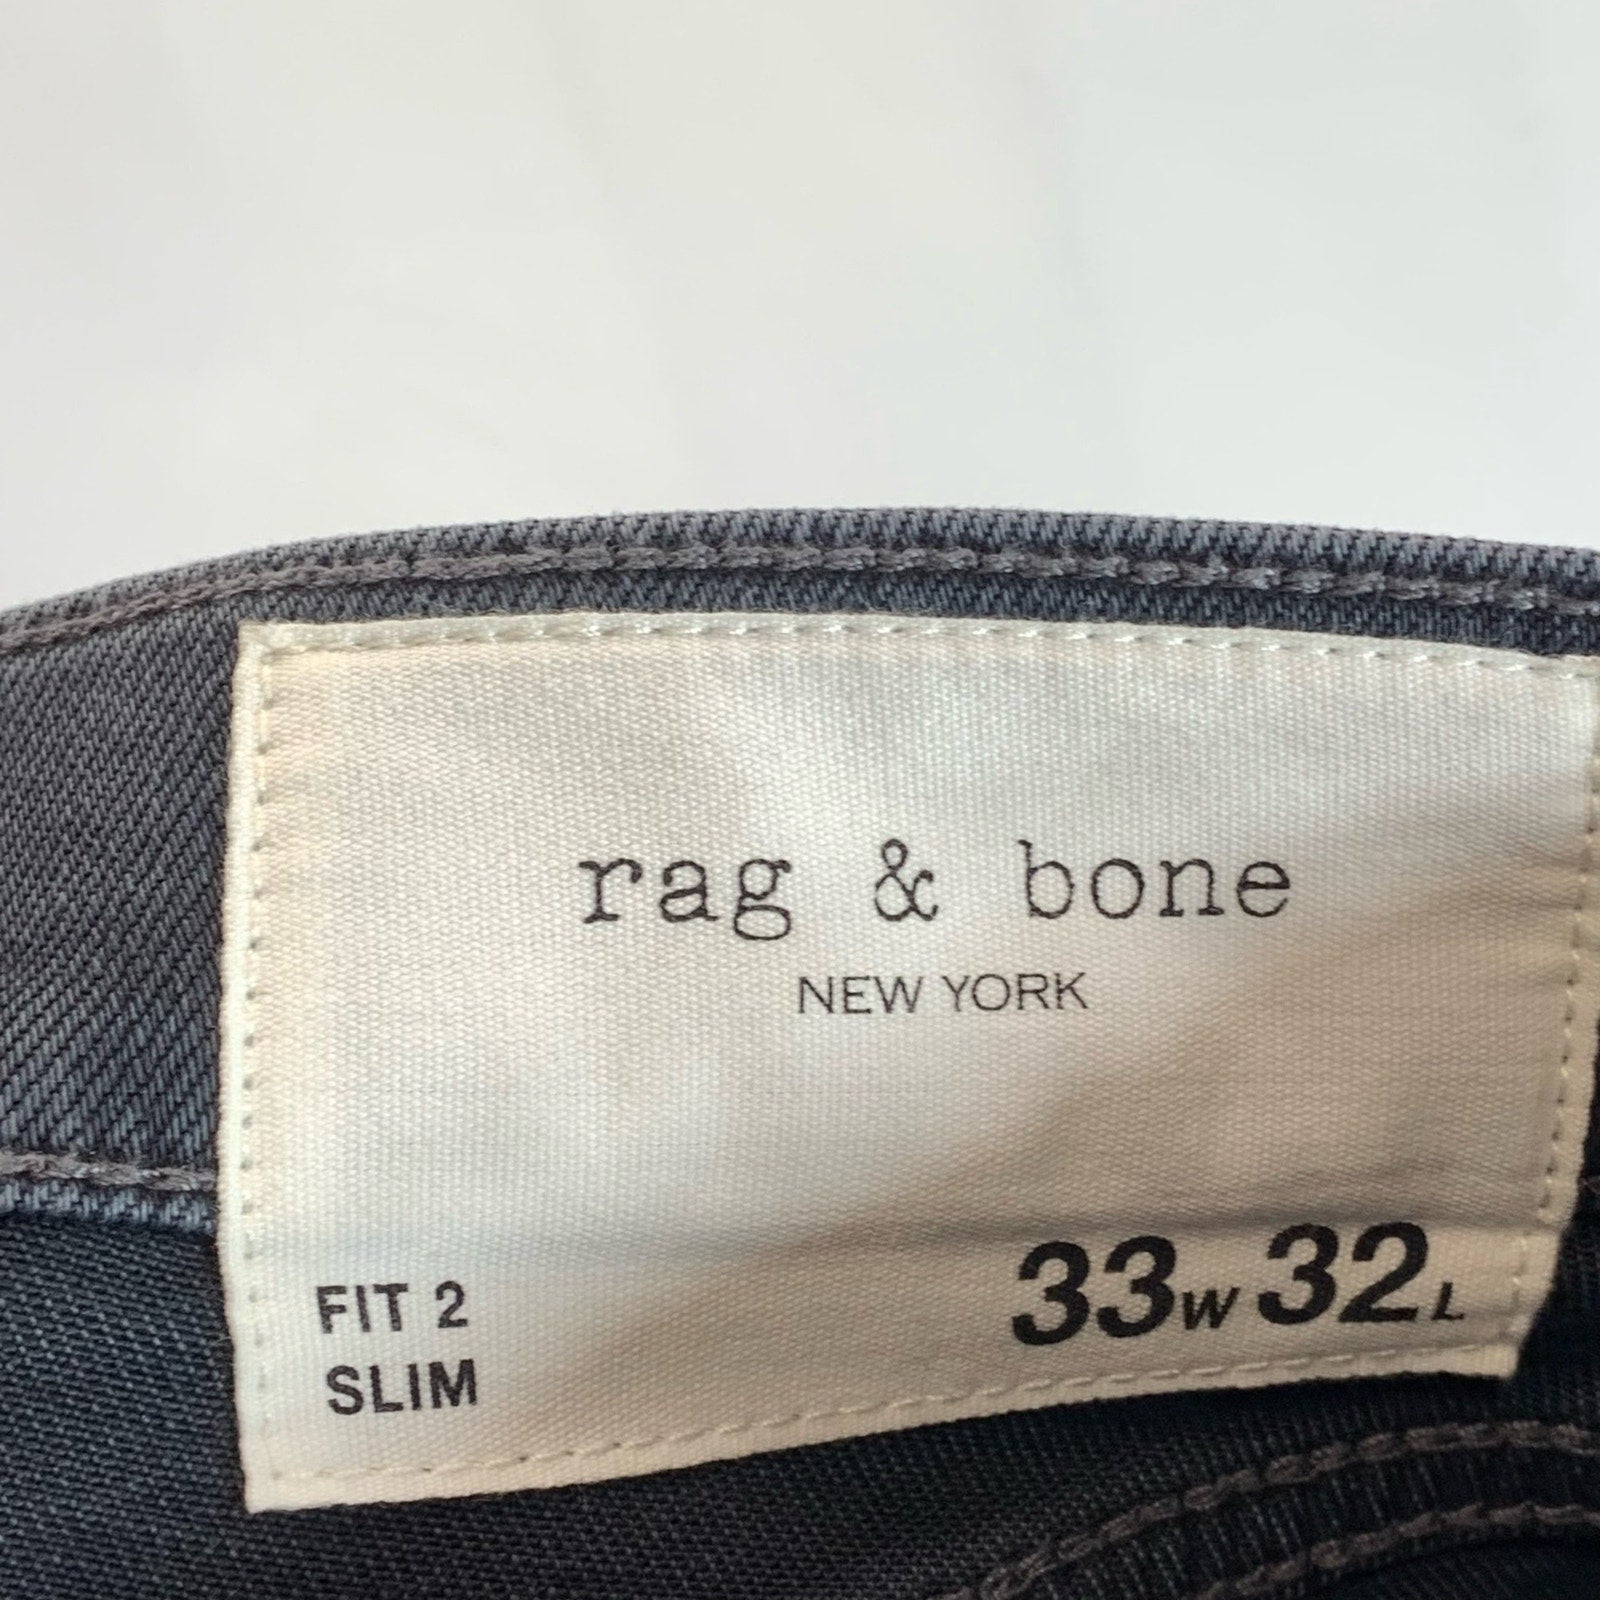 rag & bone
NEW YORK
FIT 2
SLIM
33W 32L